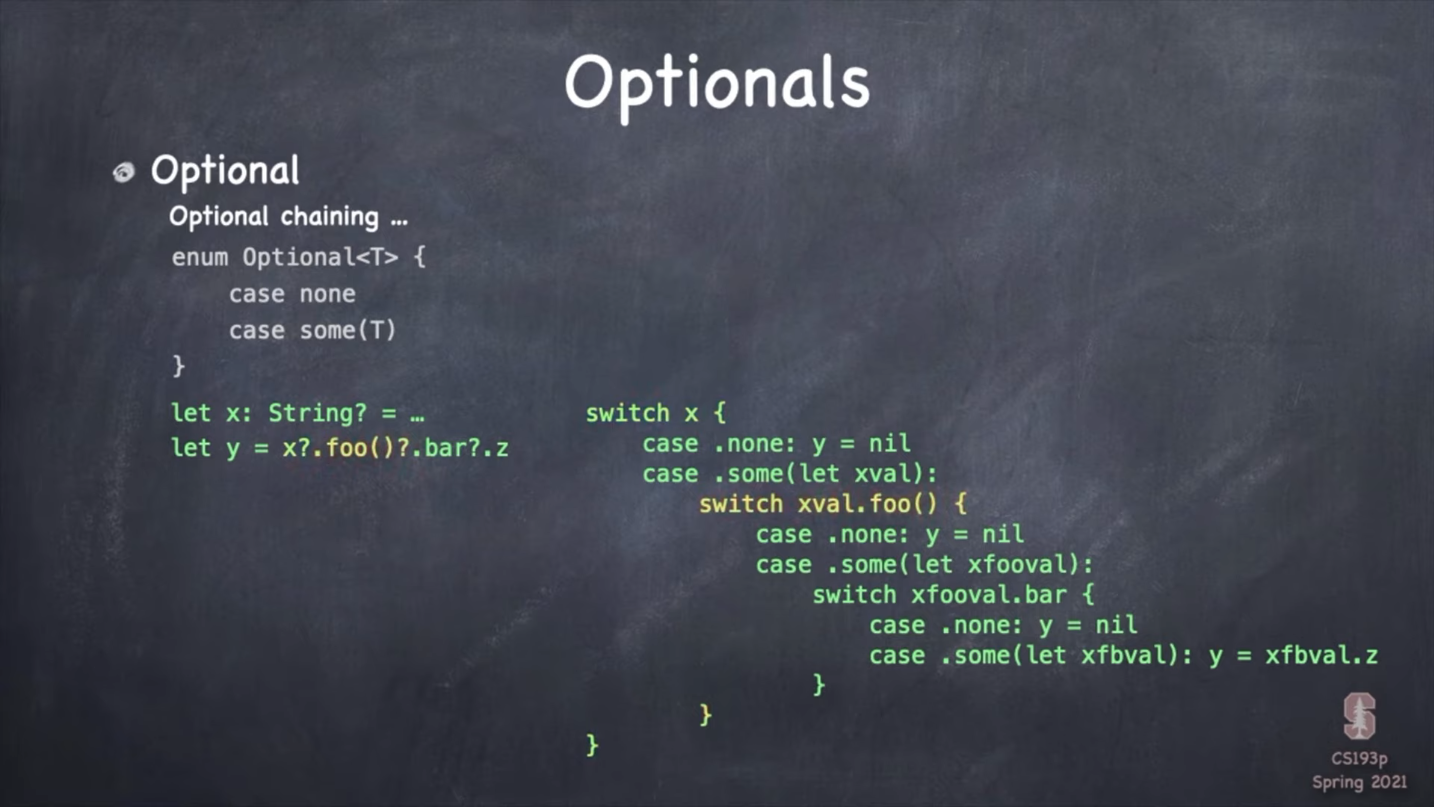 Optionals
Optional
Optional chaining …
enum Optional<T> {
    case none
    case some(T)
}
let x: String? = …
let y = x?.foo()?.bar?.z
switch x {
    case .none: y = nil
    case .some(let xval):
        switch xval.foo() {
            case .none: y = nil
            case .some(let xfooval):
                switch xfooval.bar {
                    case .none: y = nil
                    case .some(let xfbval): y = xfbval.z
                }
        }
}
S
CS193p
Spring 2021